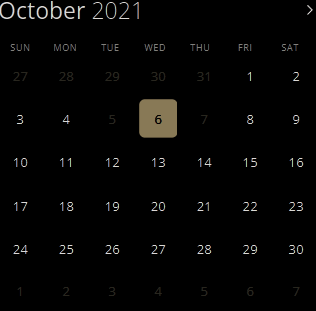 October 2021 >
SUN MON TUE WED THU FRI SAT
27 28 29 30 31 1 2
3 4 5 6 7 8 9
10 11 12 13 14 15 16
17 18 19 20 21 22 23
24 25 26 27 28 29 30
1 2 3 4 5 6 7